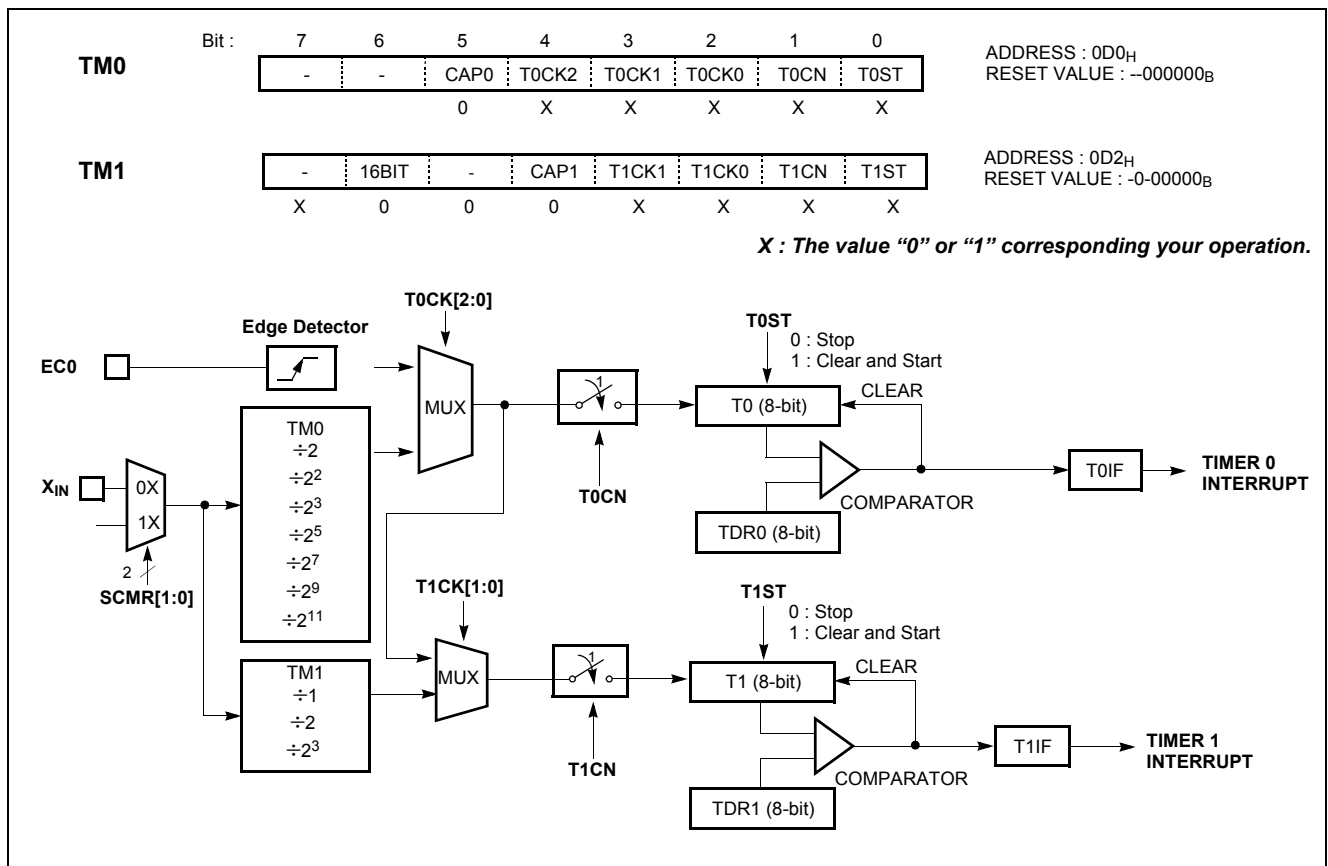 Bit : 7 6 5 4 3 2 1 0
TM0
- - CAP0 T0CK2 T0CK1 T0CK0 T0CN T0ST
0 X X X X X
ADDRESS : 0D0H
RESET VALUE : --000000B
TM1
- 16BIT - CAP1 T1CK1 T1CK0 T1CN T1ST
X 0 0 0 X X X X
ADDRESS : 0D2H
RESET VALUE : -0-00000B
X : The value “0” or “1” corresponding your operation.
T0CK[2:0]
Edge Detector
EC0
MUX
1
T0CN
T0ST
0 : Stop
1 : Clear and Start
T0 (8-bit)
CLEAR
COMPARATOR
TDR0 (8-bit)
T0IF
TIMER 0
INTERRUPT
XIN
0X
1X
2
SCMR[1:0]
TM0
÷2
÷2²
÷2³
÷2⁵
÷2⁷
÷2⁹
÷2¹¹
T1CK[1:0]
TM1
÷1
÷2
÷2³
MUX
1
T1CN
T1ST
0 : Stop
1 : Clear and Start
T1 (8-bit)
CLEAR
COMPARATOR
TDR1 (8-bit)
T1IF
TIMER 1
INTERRUPT